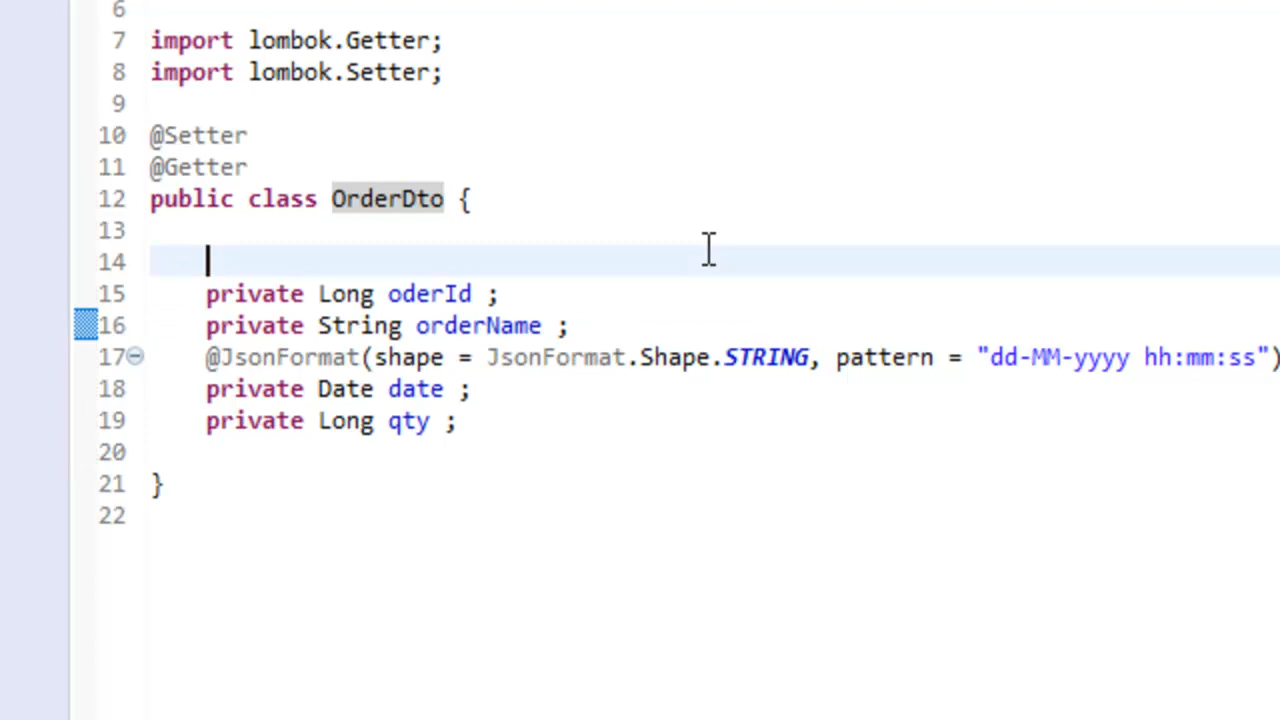 6
7 import lombok.Getter;
8 import lombok.Setter;
9
10 @Setter
11 @Getter
12 public class OrderDto {
13
14
15 private Long oderId ;
16 private String orderName ;
17 @JsonFormat(shape = JsonFormat.Shape.STRING, pattern = "dd-MM-yyyy hh:mm:ss")
18 private Date date ;
19 private Long qty ;
20
21 }
22